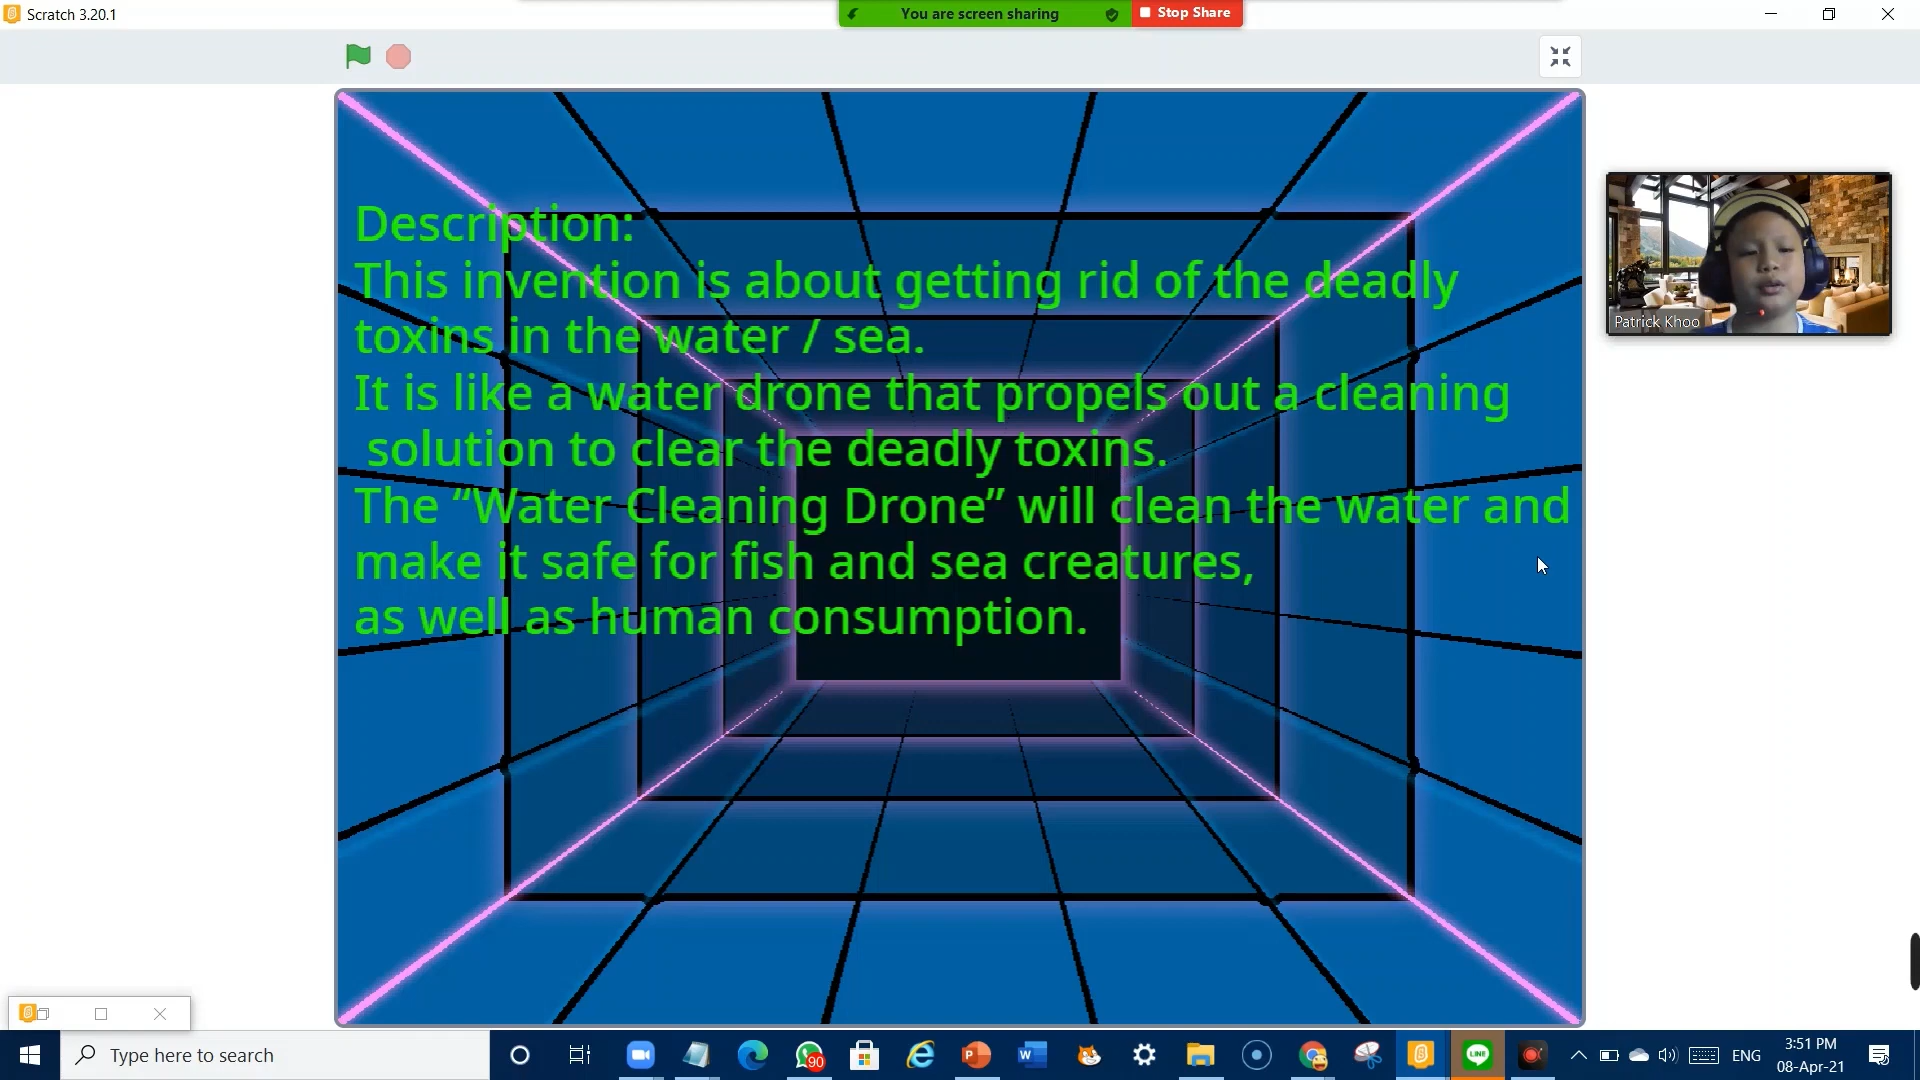 Scratch 3.20.1
You are screen sharing
Stop Share
Description:
This invention is about getting rid of the deadly
toxins in the water / sea.
It is like a water drone that propels out a cleaning
solution to clear the deadly toxins.
The “Water Cleaning Drone” will clean the water and
make it safe for fish and sea creatures,
as well as human consumption.
Patrick Khoo
Type here to search
90
LINE
ENG
3:51 PM
08-Apr-21